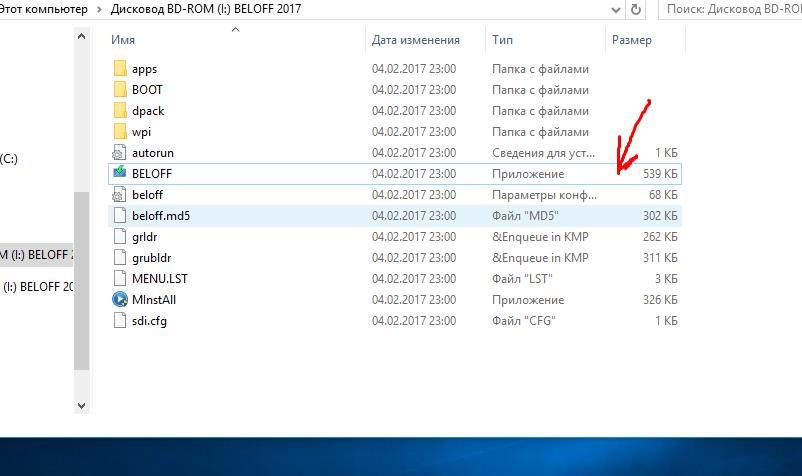 Этот компьютер > Дисковод BD-ROM (I:) BELOFF 2017 Поиск: Дисковод BD-ROM
Имя Дата изменения Тип Размер
apps 04.02.2017 23:00 Папка с файлами
BOOT 04.02.2017 23:00 Папка с файлами
dpack 04.02.2017 23:00 Папка с файлами
wpi 04.02.2017 23:00 Папка с файлами
autorun 04.02.2017 23:00 Сведения для уст... 1 КБ
(C:)
BELOFF 04.02.2017 23:00 Приложение 539 КБ
beloff 04.02.2017 23:00 Параметры конф... 68 КБ
beloff.md5 04.02.2017 23:00 Файл "MD5" 302 КБ
grldr 04.02.2017 23:00 &Enqueue in KMP 262 КБ
M (I:) BELOFF grubldr 04.02.2017 23:00 &Enqueue in KMP 311 КБ
MENU.LST 04.02.2017 23:00 Файл "LST" 3 КБ
(I:) BELOFF 20
MInstAll 04.02.2017 23:00 Приложение 326 КБ
sdi.cfg 04.02.2017 23:00 Файл "CFG" 1 КБ